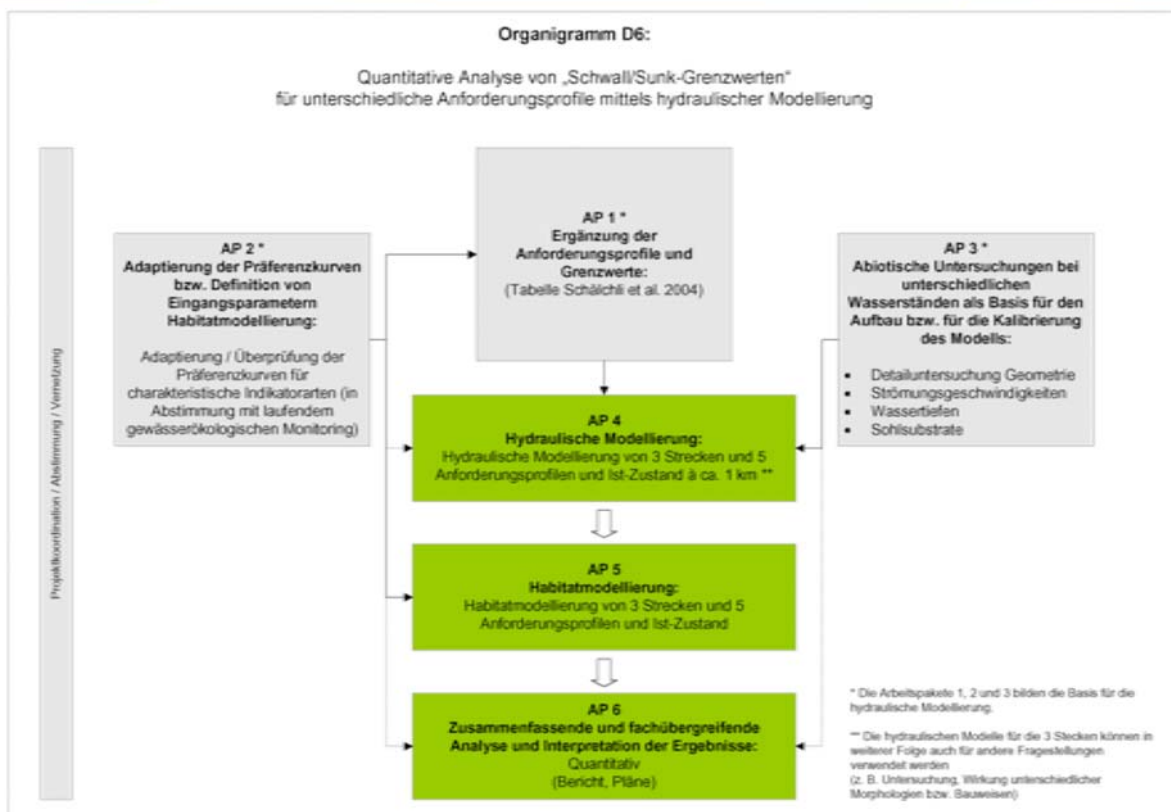 Organigramm D6:
Quantitative Analyse von „Schwall/Sunk-Grenzwerten“
für unterschiedliche Anforderungsprofile mittels hydraulischer Modellierung
Projektkoordination / Abstimmung / Vernetzung
AP 2 *
Adaptierung der Präferenzkurven
bzw. Definition von
Eingangsparametern
Habitatmodellierung:
Adaptierung / Überprüfung der
Präferenzkurven für
charakteristische Indikatorarten (in
Abstimmung mit laufendem
gewässerökologischen Monitoring)
AP 1 *
Ergänzung der
Anforderungsprofile und
Grenzwerte:
(Tabelle Schälchli et al. 2004)
AP 3 *
Abiotische Untersuchungen bei
unterschiedlichen
Wasserständen als Basis für den
Aufbau bzw. für die Kalibrierung
des Modells:
• Detailuntersuchung Geometrie
• Strömungsgeschwindigkeiten
• Wassertiefen
• Sohlsubstrate
AP 4
Hydraulische Modellierung:
Hydraulische Modellierung von 3 Strecken und 5
Anforderungsprofilen und Ist-Zustand à ca. 1 km **
AP 5
Habitatmodellierung:
Habitatmodellierung von 3 Strecken und 5
Anforderungsprofilen und Ist-Zustand
AP 6
Zusammenfassende und fachübergreifende
Analyse und Interpretation der Ergebnisse:
Quantitativ
(Bericht, Pläne)
* Die Arbeitspakete 1, 2 und 3 bilden die Basis für die
hydraulische Modellierung.
** Die hydraulischen Modelle für die 3 Stecken können in
weiterer Folge auch für andere Fragestellungen
verwendet werden
(z. B. Untersuchung, Wirkung unterschiedlicher
Morphologien bzw. Bauweisen)